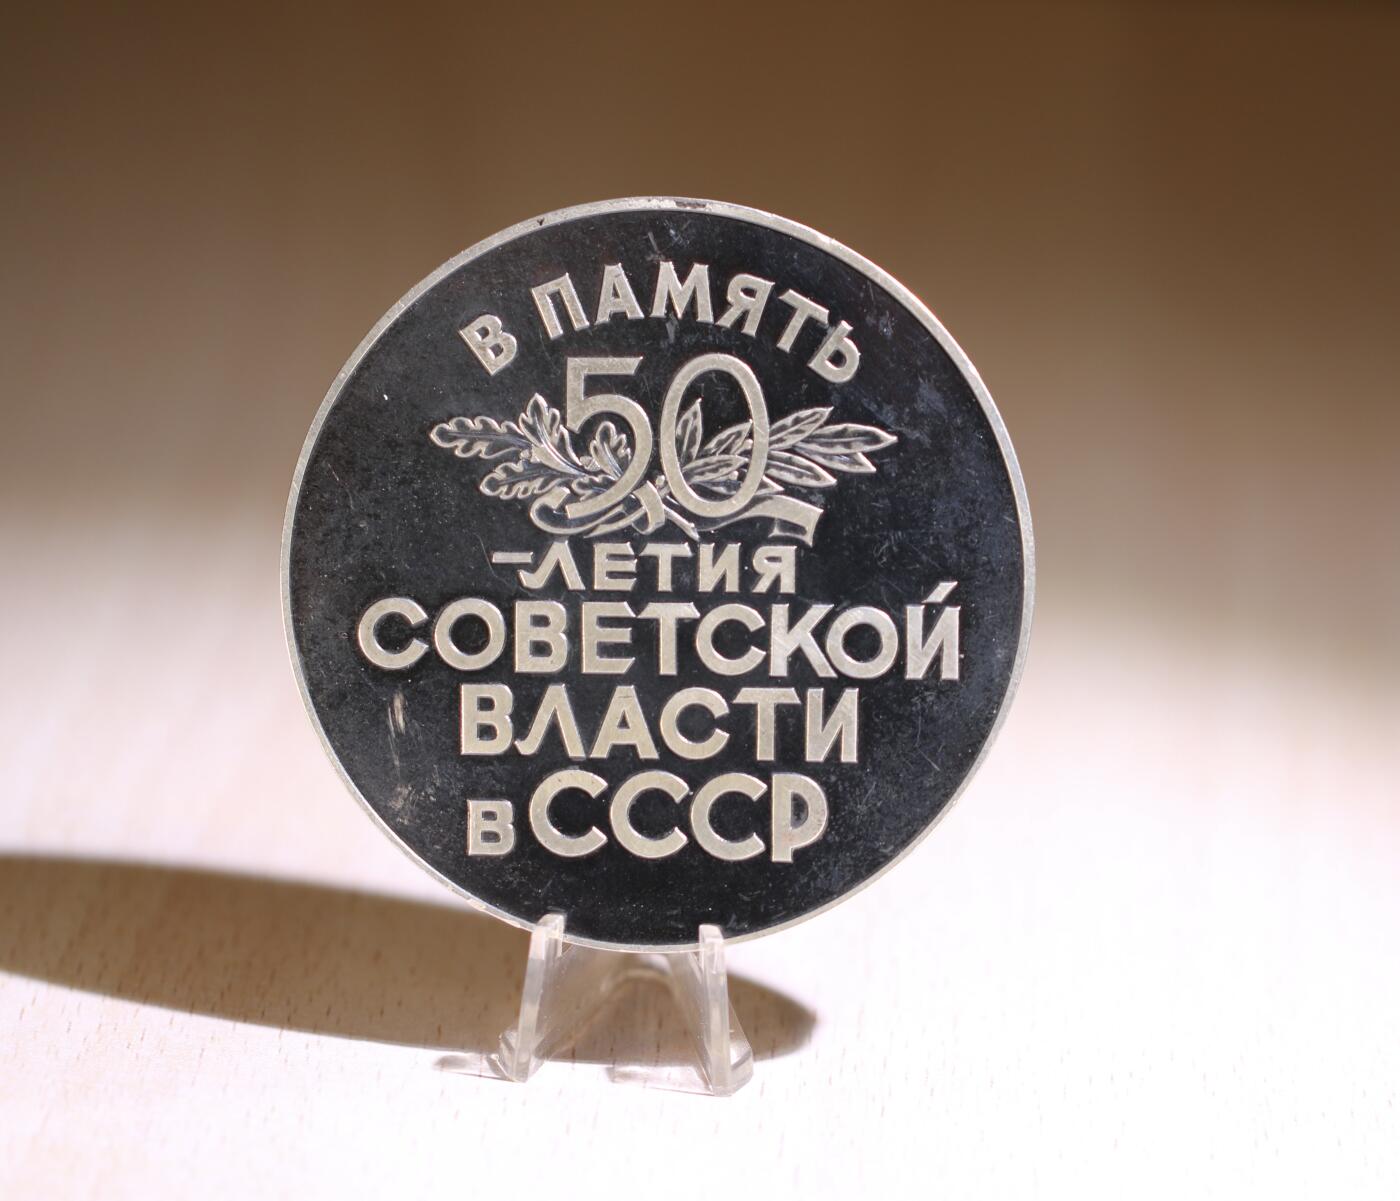 В ПАМЯТЬ
50
-ЛЕТИЯ
СОВЕТСКОЙ
ВЛАСТИ
в СССР